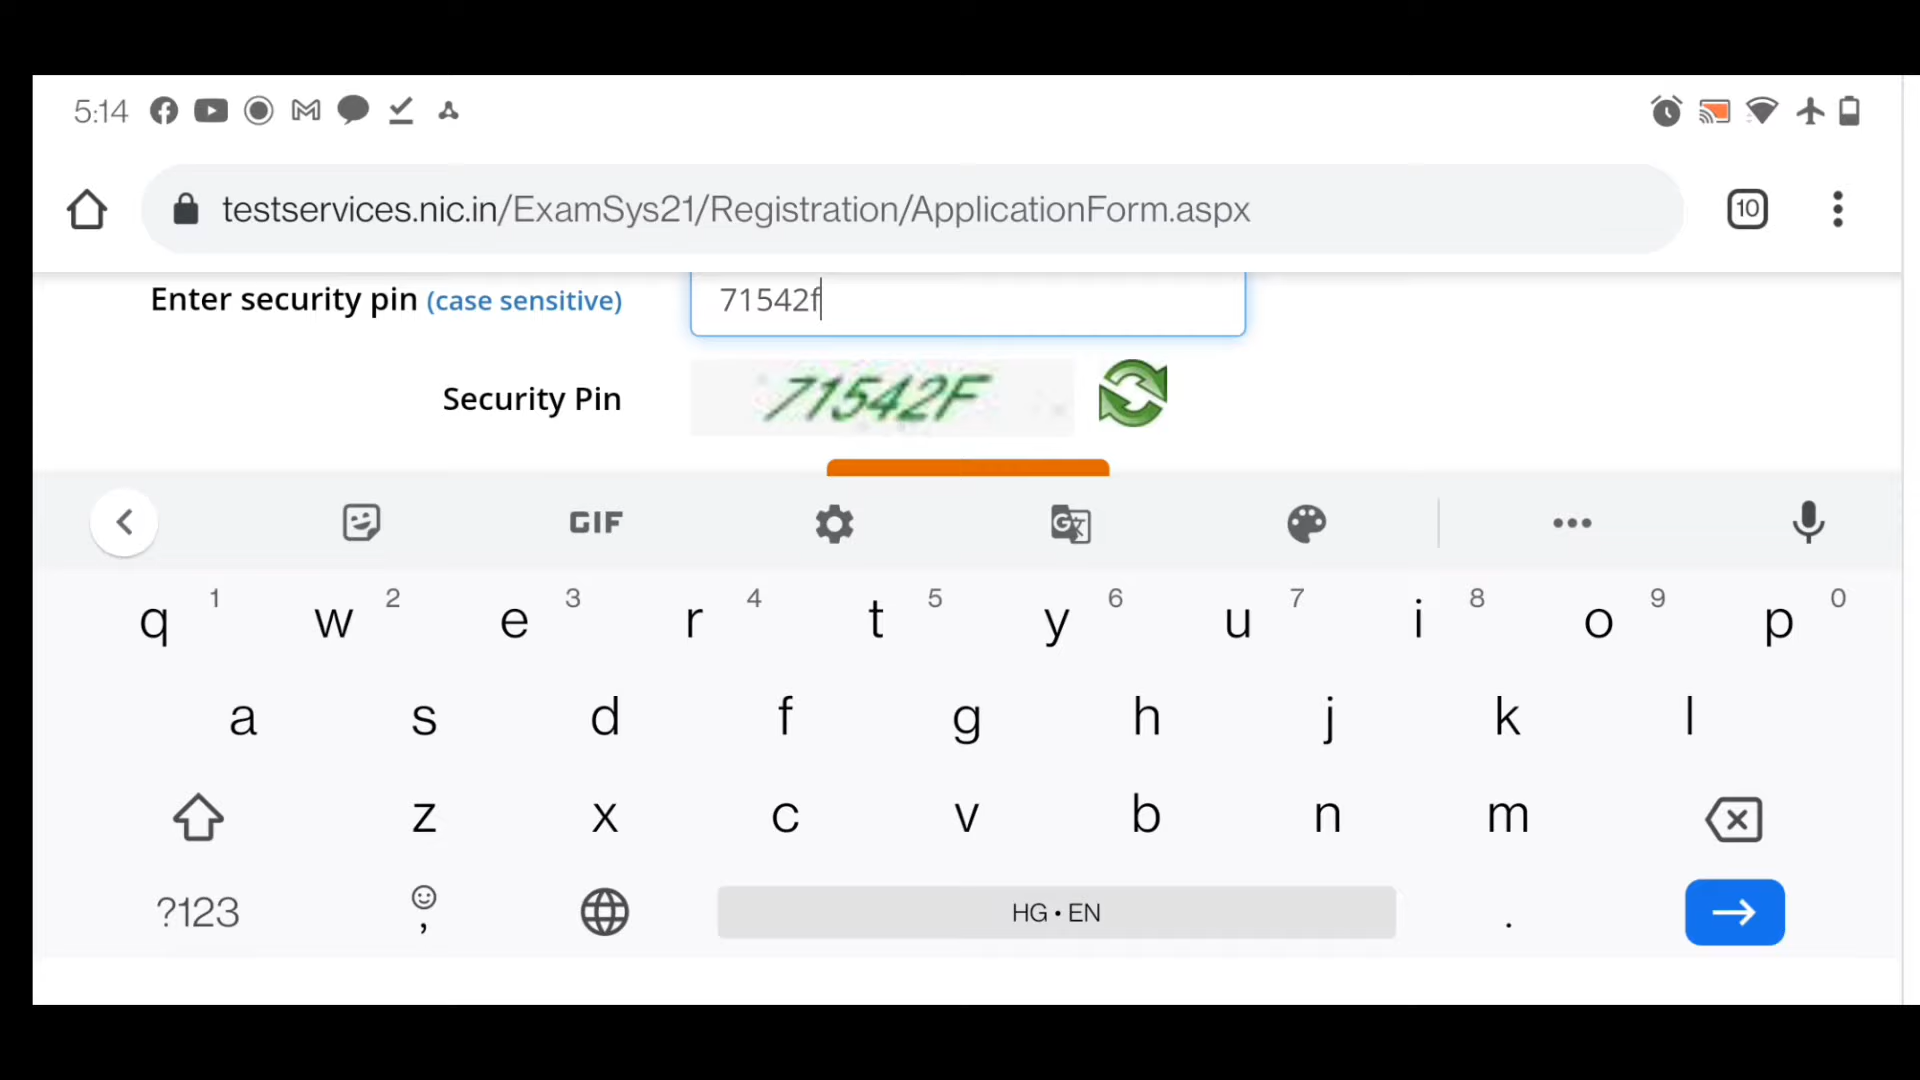 5:14
testservices.nic.in/ExamSys21/Registration/ApplicationForm.aspx
10
Enter security pin (case sensitive)
71542f
Security Pin
71542F
GIF
G
q 1 w 2 e 3 r 4 t 5 y 6 u 7 i 8 o 9 p 0
a s d f g h j k l
z x c v b n m
?123 , HG • EN .